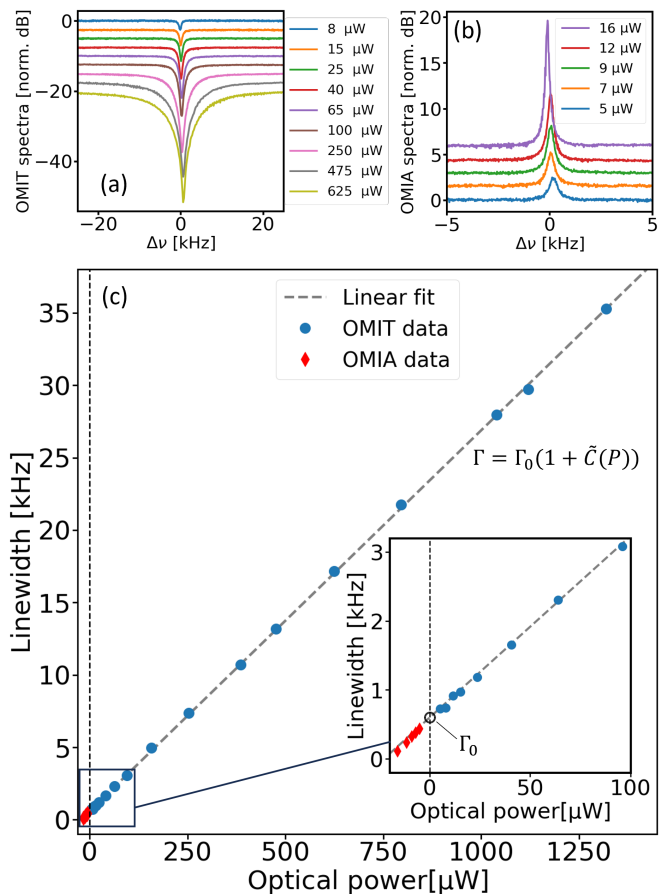 OMIT spectra [norm. dB]
0
−20
−40
(a)
−20
0
20
Δν [kHz]
8 μW
15 μW
25 μW
40 μW
65 μW
100 μW
250 μW
475 μW
625 μW
OMIA spectra [norm. dB]
20
15
10
5
0
(b)
16 μW
12 μW
9 μW
7 μW
5 μW
−5
0
5
Δν [kHz]
(c)
Linear fit
OMIT data
OMIA data
Linewidth [kHz]
35
30
25
20
15
10
5
0
Γ = Γ₀(1 + C̃(P))
Linewidth[kHz]
3
2
1
0
Γ₀
0
50
100
Optical power[μW]
0
250
500
750
1000
1250
Optical power[μW]